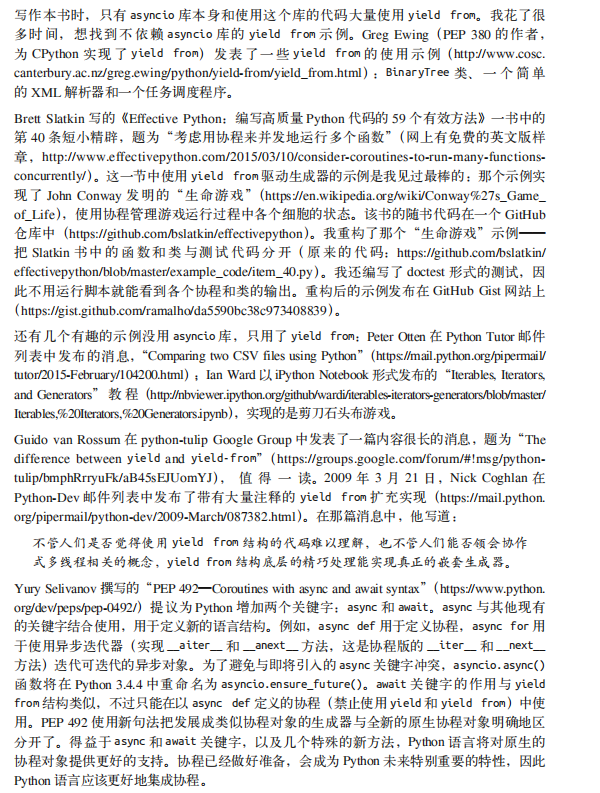 写作本书时，只有 asyncio 库本身和使用这个库的代码大量使用 yield from。我花了很
多时间，想找到不依赖 asyncio 库的 yield from 示例。Greg Ewing（PEP 380 的作者，
为 CPython 实现了 yield from）发表了一些 yield from 的使用示例（http://www.cosc.
canterbury.ac.nz/greg.ewing/python/yield-from/yield_from.html）：BinaryTree 类、一个简单
的 XML 解析器和一个任务调度程序。
Brett Slatkin 写的《Effective Python：编写高质量 Python 代码的 59 个有效方法》一书中的
第 40 条短小精辟，题为“考虑用协程来并发地运行多个函数”（网上有免费的英文版样
章，http://www.effectivepython.com/2015/03/10/consider-coroutines-to-run-many-functions-
concurrently/）。这一节中使用 yield from 驱动生成器的示例是我见过最棒的：那个示例实
现了 John Conway 发明的“生命游戏”（https://en.wikipedia.org/wiki/Conway%27s_Game_
of_Life），使用协程管理游戏运行过程中各个细胞的状态。该书的随书代码在一个 GitHub
仓库中（https://github.com/bslatkin/effectivepython）。我重构了那个“生命游戏”示例——
把 Slatkin 书中的函数和类与测试代码分开（原来的代码：https://github.com/bslatkin/
effectivepython/blob/master/example_code/item_40.py）。我还编写了 doctest 形式的测试，因
此不用运行脚本就能看到各个协程和类的输出。重构后的示例发布在 GitHub Gist 网站上
（https://gist.github.com/ramalho/da5590bc38c973408839）。
还有几个有趣的示例没用 asyncio 库，只用了 yield from：Peter Otten 在 Python Tutor 邮件
列表中发布的消息，“Comparing two CSV files using Python”（https://mail.python.org/pipermail/
tutor/2015-February/104200.html）；Ian Ward 以 iPython Notebook 形式发布的“Iterables, Iterators,
and Generators”教程（http://nbviewer.ipython.org/github/wardi/iterables-iterators-generators/blob/master/
Iterables,%20Iterators,%20Generators.ipynb），实现的是剪刀石头布游戏。
Guido van Rossum 在 python-tulip Google Group 中发表了一篇内容很长的消息，题为“The
difference between yield and yield-from”（https://groups.google.com/forum/#!msg/python-
tulip/bmphRrryuFk/aB45sEJUomYJ），值得一读。2009 年 3 月 21 日，Nick Coghlan 在
Python-Dev 邮件列表中发布了带有大量注释的 yield from 扩充实现（https://mail.python.
org/pipermail/python-dev/2009-March/087382.html）。在那篇消息中，他写道：
不管人们是否觉得使用 yield from 结构的代码难以理解，也不管人们能否领会协作
式多线程相关的概念，yield from 结构底层的精巧处理能实现真正的嵌套生成器。
Yury Selivanov 撰写的“PEP 492—Coroutines with async and await syntax”（https://www.python.
org/dev/peps/pep-0492/）提议为 Python 增加两个关键字：async 和 await。async 与其他现有
的关键字结合使用，用于定义新的语言结构。例如，async def 用于定义协程，async for 用
于使用异步迭代器（实现 __aiter__ 和 __anext__ 方法，这是协程版的 __iter__ 和 __next__
方法）迭代可迭代的异步对象。为了避免与即将引入的 async 关键字冲突，asyncio.async()
函数将在 Python 3.4.4 中重命名为 asyncio.ensure_future()。await 关键字的作用与 yield
from 结构类似，不过只能在以 async def 定义的协程（禁止使用 yield 和 yield from）中使
用。PEP 492 使用新句法把发展成类似协程对象的生成器与全新的原生协程对象明确地区
分开了。得益于 async 和 await 关键字，以及几个特殊的新方法，Python 语言将对原生的
协程对象提供更好的支持。协程已经做好准备，会成为 Python 未来特别重要的特性，因此
Python 语言应该更好地集成协程。